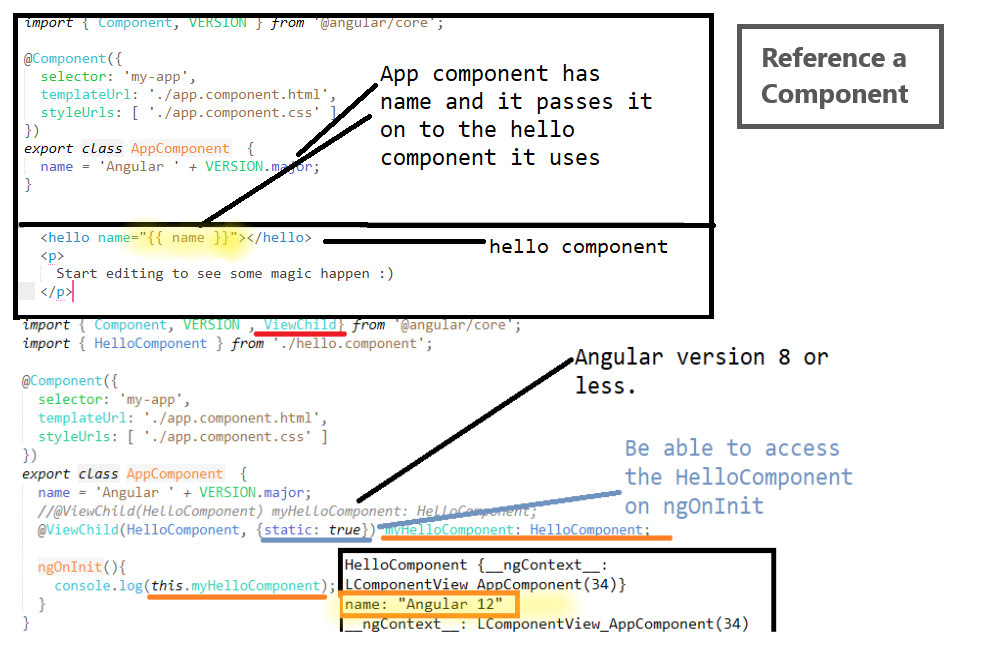 import { Component, VERSION } from '@angular/core';
Reference a
Component
@Component({
selector: 'my-app',
templateUrl: './app.component.html',
styleUrls: [ './app.component.css' ]
})
export class AppComponent {
name = 'Angular ' + VERSION.major;
}
App component has
name and it passes it
on to the hello
component it uses
<hello name="{{ name }}"></hello>
<p>
Start editing to see some magic happen :)
</p>
hello component
import { Component, VERSION , ViewChild} from '@angular/core';
import { HelloComponent } from './hello.component';
@Component({
selector: 'my-app',
templateUrl: './app.component.html',
styleUrls: [ './app.component.css' ]
})
export class AppComponent {
name = 'Angular ' + VERSION.major;
//@ViewChild(HelloComponent) myHelloComponent: HelloComponent;
@ViewChild(HelloComponent, {static: true}) myHelloComponent: HelloComponent;
ngOnInit(){
console.log(this.myHelloComponent);
}
}
Angular version 8 or
less.
Be able to access
the HelloComponent
on ngOnInit
HelloComponent {__ngContext__:
LComponentView_AppComponent(34)}
name: "Angular 12"
__ngContext__: LComponentView_AppComponent(34)